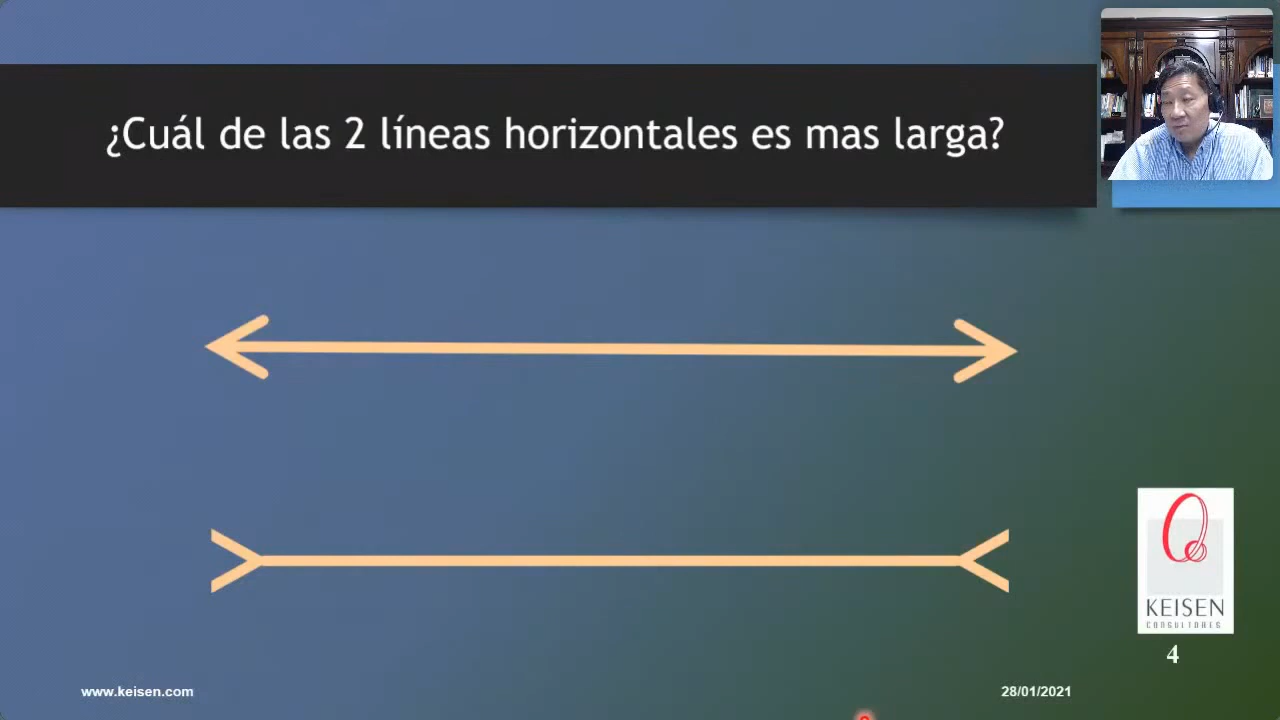 ¿Cuál de las 2 líneas horizontales es mas larga?
KEISEN
CONSULTORES
4
www.keisen.com
28/01/2021